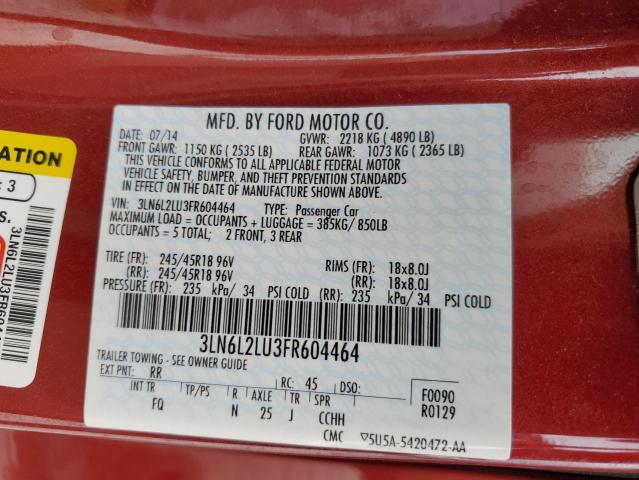 MFD. BY FORD MOTOR CO.
DATE: 07/14 GVWR: 2218 KG ( 4890 LB)
FRONT GAWR: 1150 KG ( 2535 LB) REAR GAWR: 1073 KG ( 2365 LB)
THIS VEHICLE CONFORMS TO ALL APPLICABLE FEDERAL MOTOR
VEHICLE SAFETY, BUMPER, AND THEFT PREVENTION STANDARDS
IN EFFECT ON THE DATE OF MANUFACTURE SHOWN ABOVE.
VIN: 3LN6L2LU3FR604464 TYPE: Passenger Car
MAXIMUM LOAD = OCCUPANTS + LUGGAGE = 385KG/ 850LB
OCCUPANTS = 5 TOTAL; 2 FRONT, 3 REAR
TIRE (FR): 245/45R18 96V RIMS (FR): 18x8.0J
(RR): 245/45R18 96V (RR): 18x8.0J
PRESSURE (FR): 235 kPa/ 34 PSI COLD (RR): 235 kPa/ 34 PSI COLD
3LN6L2LU3FR604464
TRAILER TOWING - SEE OWNER GUIDE
EXT PNT: RR RC: 45 DSO: F0090
INT TR TP/PS R AXLE TR SPR R0129
FQ N 25 J CCHH
CMC ▽5U5A-5420472-AA
ATION
: 3
S.